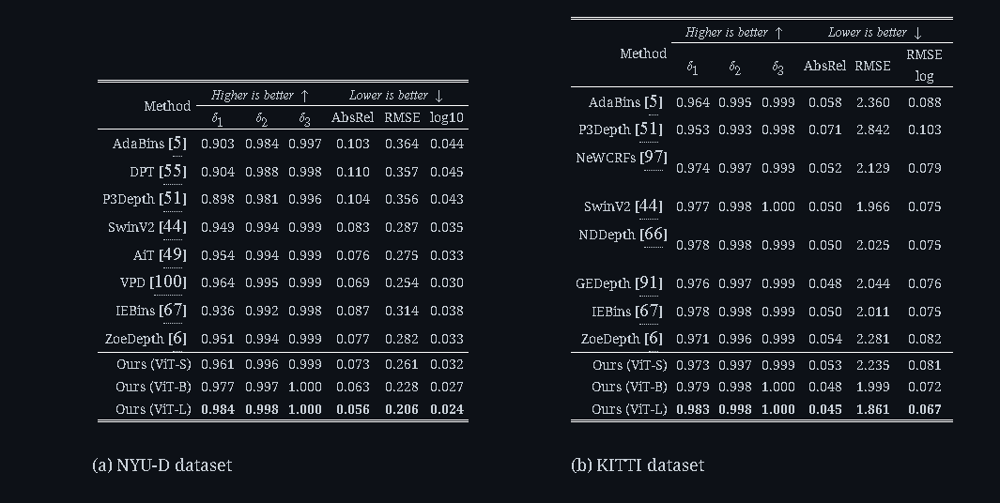 Method Higher is better ↑ Lower is better ↓
δ1 δ2 δ3 AbsRel RMSE log10
AdaBins [5] 0.903 0.984 0.997 0.103 0.364 0.044
DPT [55] 0.904 0.988 0.998 0.110 0.357 0.045
P3Depth [51] 0.898 0.981 0.996 0.104 0.356 0.043
SwinV2 [44] 0.949 0.994 0.999 0.083 0.287 0.035
AiT [49] 0.954 0.994 0.999 0.076 0.275 0.033
VPD [100] 0.964 0.995 0.999 0.069 0.254 0.030
IEBins [67] 0.936 0.992 0.998 0.087 0.314 0.038
ZoeDepth [6] 0.951 0.994 0.999 0.077 0.282 0.033
Ours (ViT-S) 0.961 0.996 0.999 0.073 0.261 0.032
Ours (ViT-B) 0.977 0.997 1.000 0.063 0.228 0.027
Ours (ViT-L) 0.984 0.998 1.000 0.056 0.206 0.024
(a) NYU-D dataset
Method Higher is better ↑ Lower is better ↓
δ1 δ2 δ3 AbsRel RMSE RMSE
log
AdaBins [5] 0.964 0.995 0.999 0.058 2.360 0.088
P3Depth [51] 0.953 0.993 0.998 0.071 2.842 0.103
NeWCRFs [97] 0.974 0.997 0.999 0.052 2.129 0.079
SwinV2 [44] 0.977 0.998 1.000 0.050 1.966 0.075
NDDepth [66] 0.978 0.998 0.999 0.050 2.025 0.075
GEDepth [91] 0.976 0.997 0.999 0.048 2.044 0.076
IEBins [67] 0.978 0.998 0.999 0.050 2.011 0.075
ZoeDepth [6] 0.971 0.996 0.999 0.054 2.281 0.082
Ours (ViT-S) 0.973 0.997 0.999 0.053 2.235 0.081
Ours (ViT-B) 0.979 0.998 1.000 0.048 1.999 0.072
Ours (ViT-L) 0.983 0.998 1.000 0.045 1.861 0.067
(b) KITTI dataset